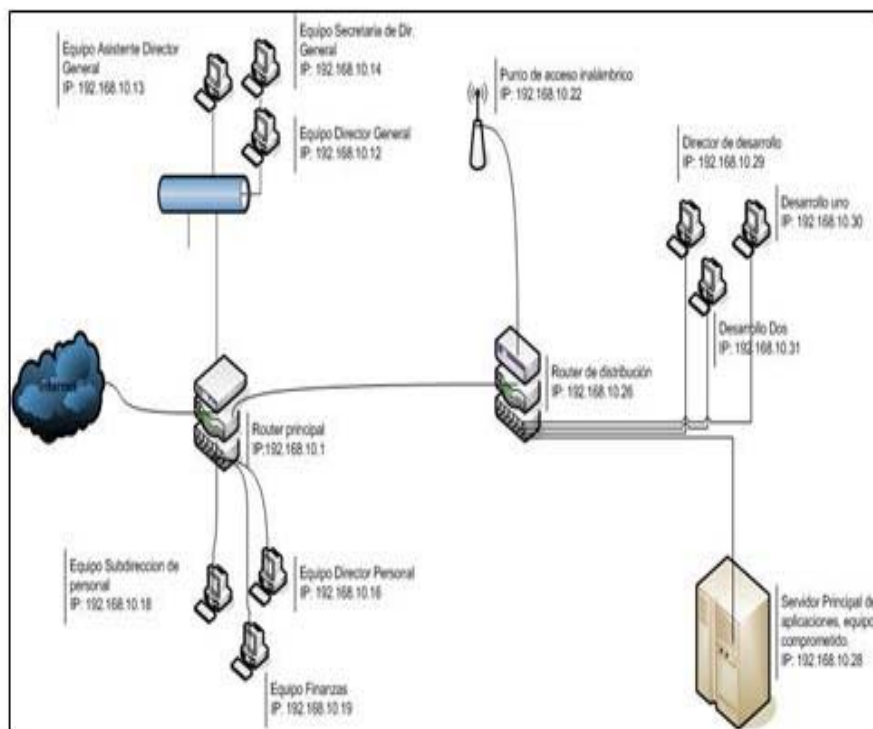 Equipo Asistente Director
General
IP: 192.168.10.13
Equipo Secretaria de Dir.
General
IP: 192.168.10.14
Equipo Director General
IP: 192.168.10.12
Punto de acceso inalámbrico
IP: 192.168.10.22
Director de desarrollo
IP: 192.168.10.29
Desarrollo uno
IP: 192.168.10.30
Desarrollo Dos
IP: 192.168.10.31
Internet
Router principal
IP:192.168.10.1
Router de distribución
IP: 192.168.10.26
Equipo Subdireccion de
personal
IP: 192.168.10.18
Equipo Director Personal
IP: 192.168.10.16
Equipo Finanzas
IP: 192.168.10.19
Servidor Principal de
aplicaciones, equipo
comprometido.
IP: 192.168.10.28